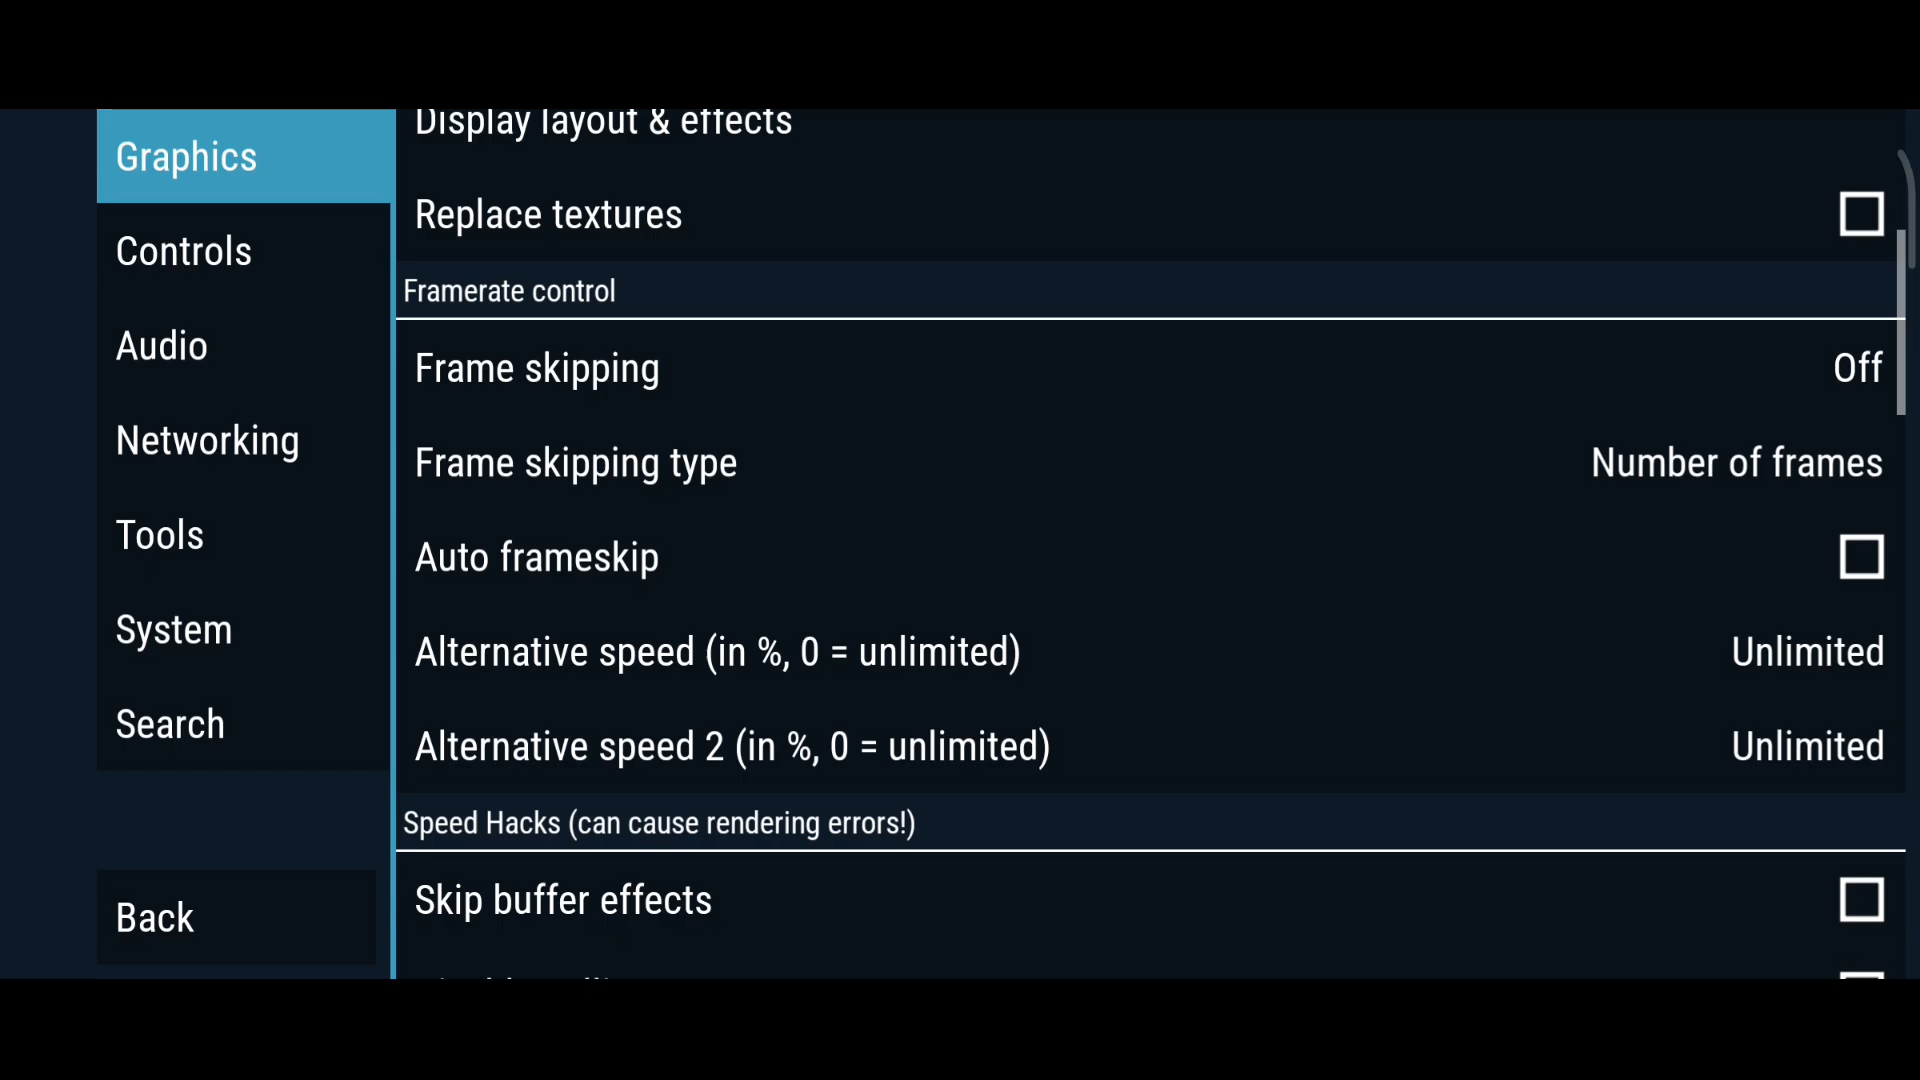 Graphics
Controls
Audio
Networking
Tools
System
Search
Back
Display layout & effects
Replace textures
Framerate control
Frame skipping Off
Frame skipping type Number of frames
Auto frameskip
Alternative speed (in %, 0 = unlimited) Unlimited
Alternative speed 2 (in %, 0 = unlimited) Unlimited
Speed Hacks (can cause rendering errors!)
Skip buffer effects